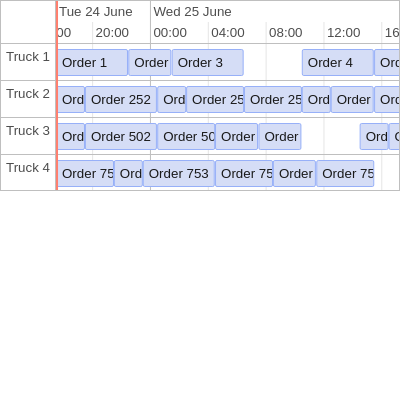 Tue 24 June Wed 25 June
:00 20:00 00:00 04:00 08:00 12:00 16
Truck 1 Order 1 Order Order 3 Order 4 Ord
Truck 2 Ord Order 252 Ord Order 25 Order 25 Ord Order Ord
Truck 3 Ord Order 502 Order 50 Order Order Ord
Truck 4 Order 75 Ord Order 753 Order 75 Order Order 75